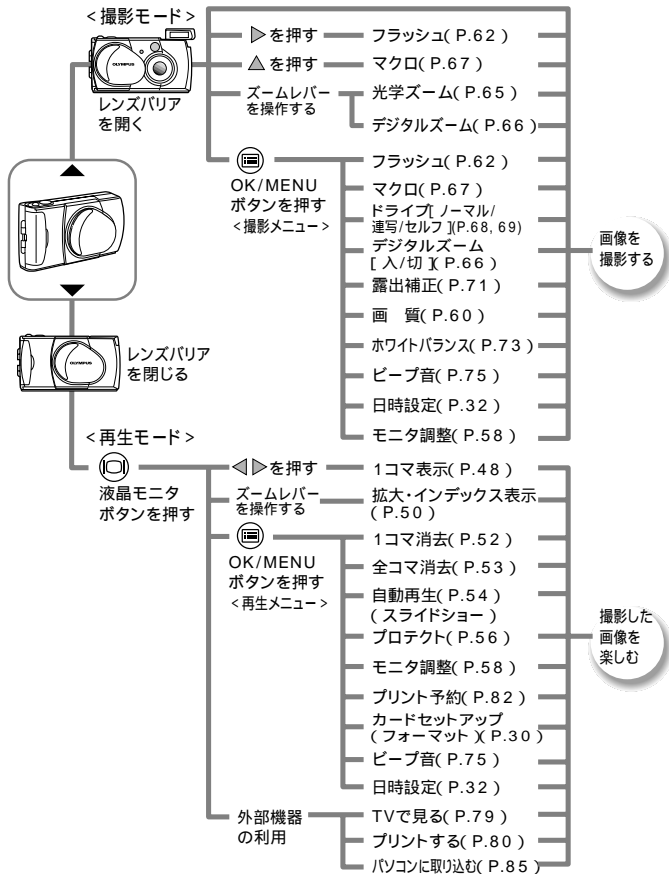 <撮影モード>
OLYMPUS
レンズバリア
を開く
▷を押す
フラッシュ(P.62)
△を押す
マクロ(P.67)
ズームレバー
を操作する
光学ズーム(P.65)
デジタルズーム(P.66)
OK/MENU
ボタンを押す
<撮影メニュー>
フラッシュ(P.62)
マクロ(P.67)
ドライブ[ノーマル/
連写/セルフ](P.68, 69)
デジタルズーム
[入/切](P.66)
露出補正(P.71)
画 質(P.60)
ホワイトバランス(P.73)
ビープ音(P.75)
日時設定(P.32)
モニタ調整(P.58)
画像を
撮影する
OLYMPUS
レンズバリア
を閉じる
<再生モード>
液晶モニタ
ボタンを押す
◁▷を押す
1コマ表示(P.48)
ズームレバー
を操作する
拡大・インデックス表示
(P.50)
OK/MENU
ボタンを押す
<再生メニュー>
1コマ消去(P.52)
全コマ消去(P.53)
自動再生(P.54)
(スライドショー)
プロテクト(P.56)
モニタ調整(P.58)
プリント予約(P.82)
カードセットアップ
(フォーマット)(P.30)
ビープ音(P.75)
日時設定(P.32)
外部機器
の利用
TVで見る(P.79)
プリントする(P.80)
パソコンに取り込む(P.85)
撮影した
画像を
楽しむ